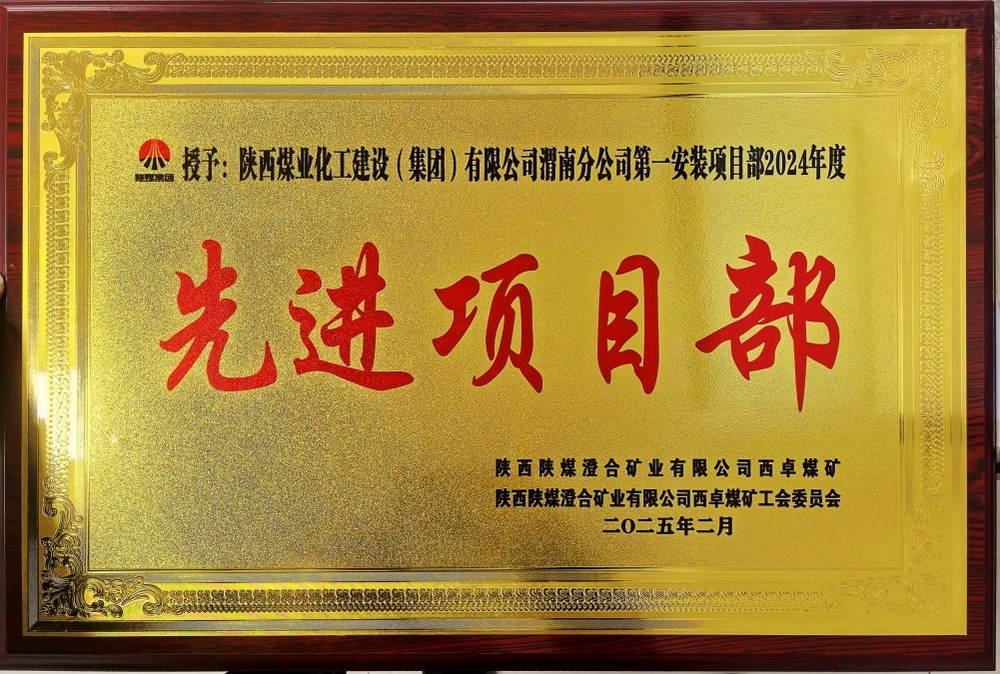 陕煤集团
授予：陕西煤业化工建设（集团）有限公司渭南分公司第一安装项目部2024年度
先进项目部
陕西陕煤澄合矿业有限公司西卓煤矿
陕西陕煤澄合矿业有限公司西卓煤矿工会委员会
二〇二五年二月